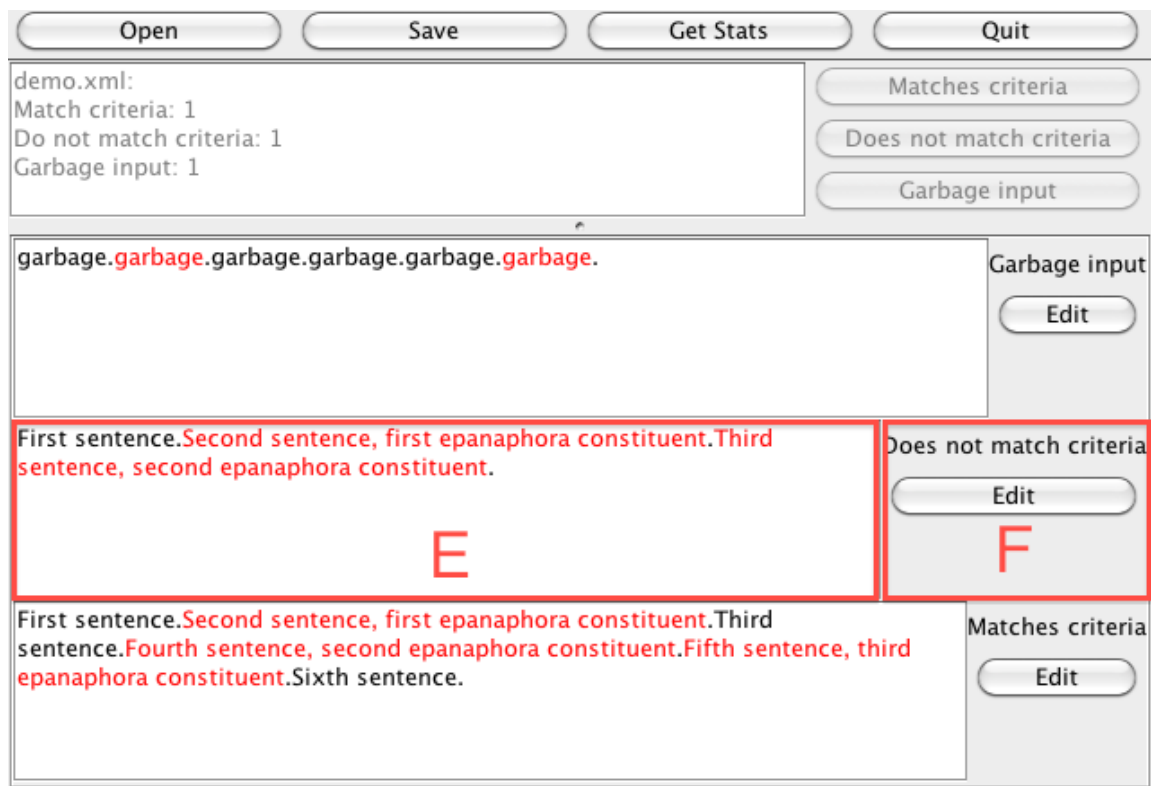 Open Save Get Stats Quit
demo.xml:
Match criteria: 1
Do not match criteria: 1
Garbage input: 1
Matches criteria
Does not match criteria
Garbage input
garbage.garbage.garbage.garbage.garbage.garbage.
Garbage input
Edit
First sentence.Second sentence, first epanaphora constituent.Third
sentence, second epanaphora constituent.
E
Does not match criteria
Edit
F
First sentence.Second sentence, first epanaphora constituent.Third
sentence.Fourth sentence, second epanaphora constituent.Fifth sentence, third
epanaphora constituent.Sixth sentence.
Matches criteria
Edit